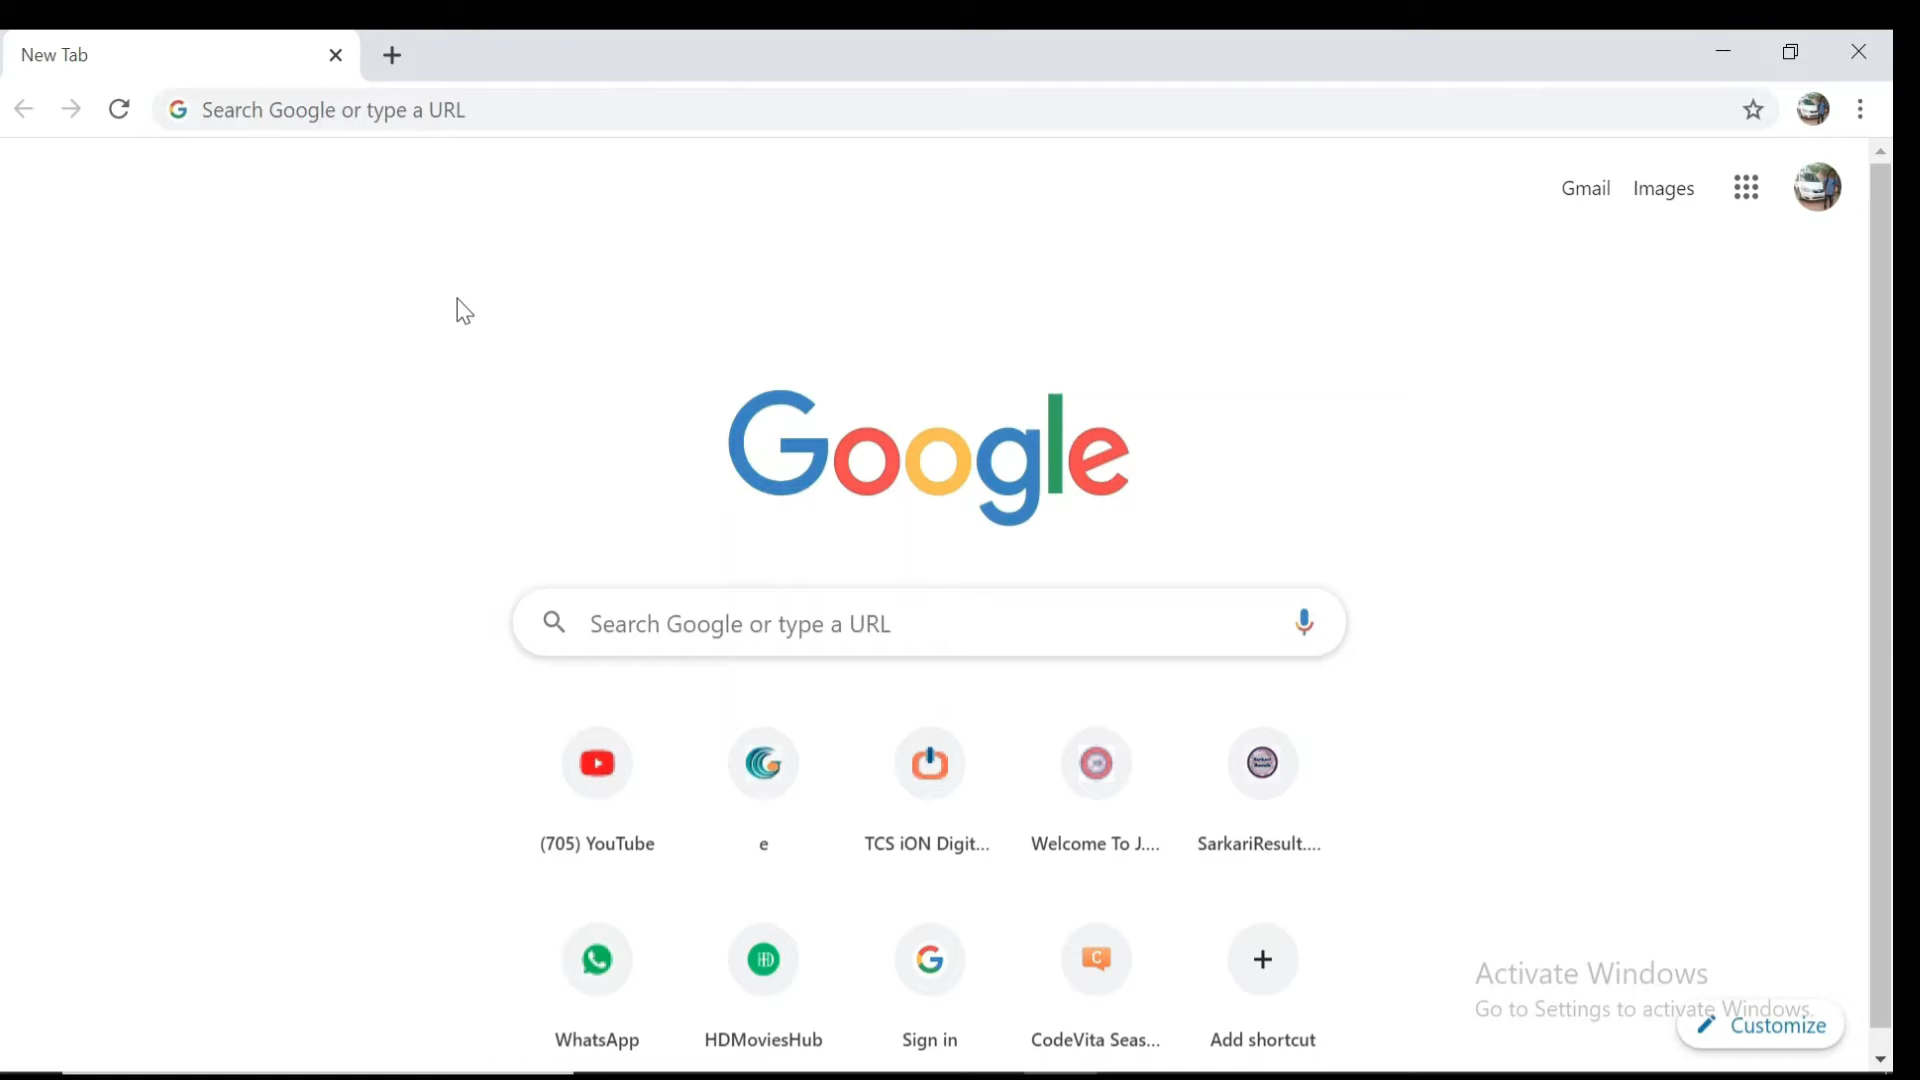 New Tab
Search Google or type a URL
Gmail Images
Google
Search Google or type a URL
(705) YouTube e TCS iON Digit... Welcome To J.... SarkariResult....
HD C
WhatsApp HDMoviesHub Sign in CodeVita Seas... Add shortcut
Activate Windows
Go to Settings to activate Windows.
Customize